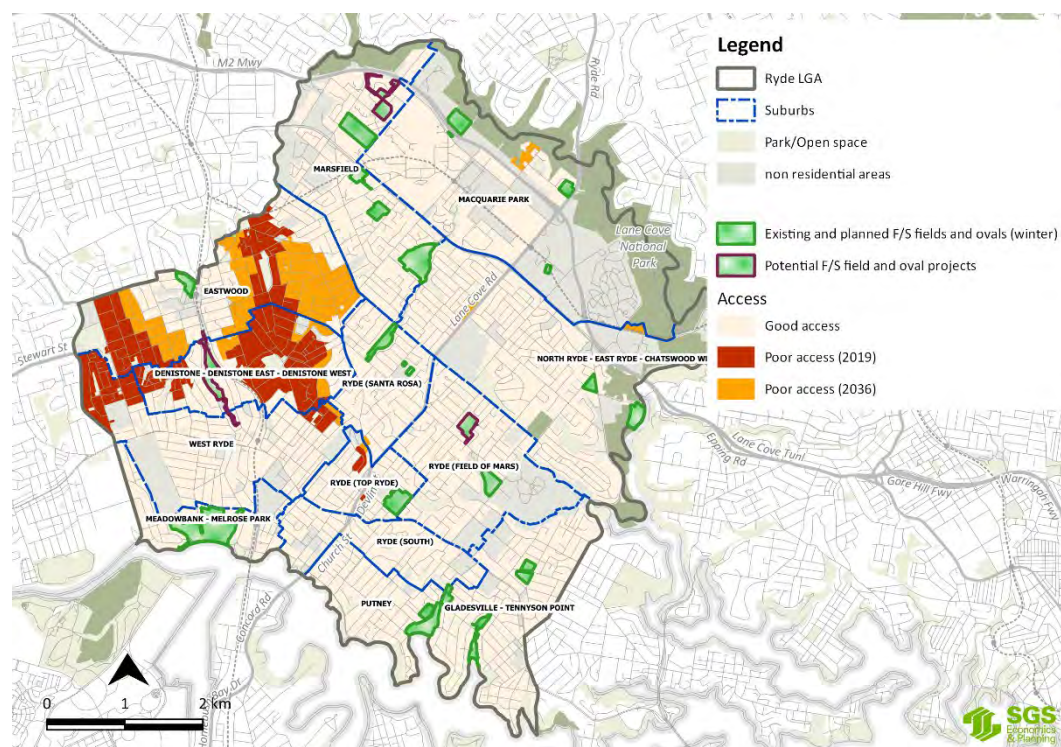 M2 Mwy
Ryde Rd
Legend
Ryde LGA
Suburbs
Park/Open space
non residential areas
Existing and planned F/S fields and ovals (winter)
Potential F/S field and oval projects
Access
Good access
Poor access (2019)
Poor access (2036)
MARSFIELD
MACQUARIE PARK
Lane Cove
National
Park
EASTWOOD
Lane Cove Rd
Stewart St
DENISTONE - DENISTONE EAST - DENISTONE WEST
RYDE (SANTA ROSA)
NORTH RYDE - EAST RYDE - CHATSWOOD WE
WEST RYDE
RYDE (FIELD OF MARS)
RYDE (TOP RYDE)
Devlin
Epping Rd
Lane Cove Tunl
Gore Hill Fwy
Warringah Fwy
MEADOWBANK - MELROSE PARK
RYDE (SOUTH)
Church St
PUTNEY
GLADESVILLE - TENNYSON POINT
Concord Rd
Bay Dr
0 1 2 km
SGS
Economics
& Planning